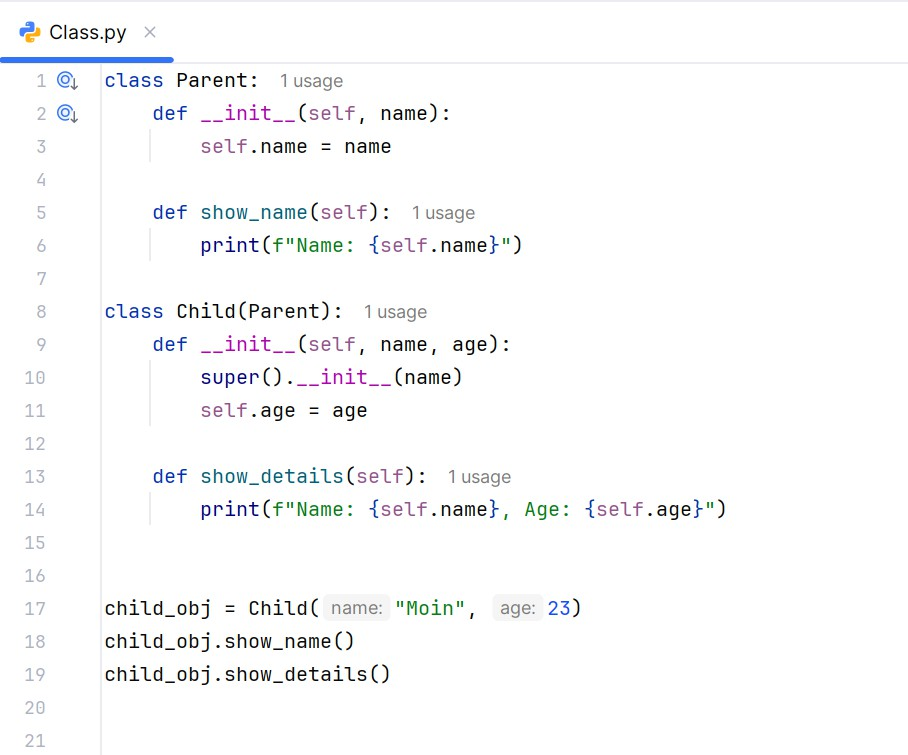 Class.py ×
1 class Parent: 1 usage
2     def __init__(self, name):
3         self.name = name
4
5     def show_name(self): 1 usage
6         print(f"Name: {self.name}")
7
8 class Child(Parent): 1 usage
9     def __init__(self, name, age):
10         super().__init__(name)
11         self.age = age
12
13     def show_details(self): 1 usage
14         print(f"Name: {self.name}, Age: {self.age}")
15
16
17 child_obj = Child( name: "Moin", age: 23)
18 child_obj.show_name()
19 child_obj.show_details()
20
21